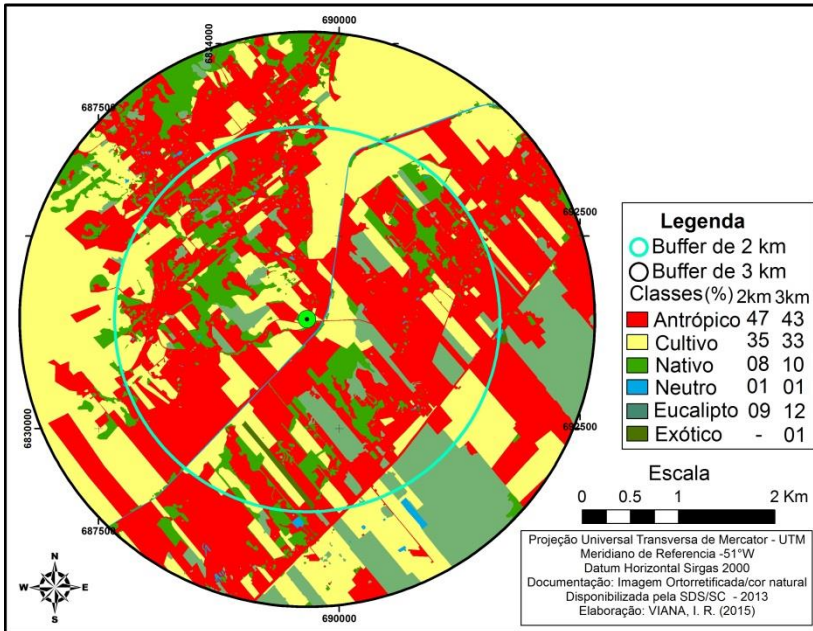 690000
6834000
687500
692500
6830000
692500
687500
690000
Legenda
Buffer de 2 km
Buffer de 3 km
Classes(%) 2km 3km
Antrópico 47 43
Cultivo 35 33
Nativo 08 10
Neutro 01 01
Eucalipto 09 12
Exótico - 01
Escala
0 0.5 1 2 Km
Projeção Universal Transversa de Mercator - UTM
Meridiano de Referencia -51°W
Datum Horizontal Sirgas 2000
Documentação: Imagem Ortorretificada/cor natural
Disponibilizada pela SDS/SC - 2013
Elaboração: VIANA, I. R. (2015)
N
W E
S